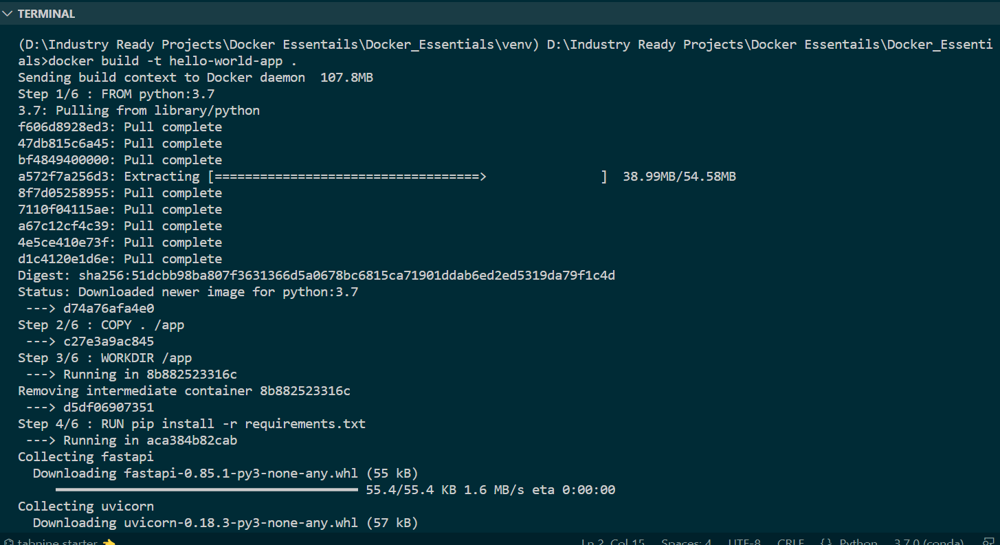 TERMINAL
(D:\Industry Ready Projects\Docker Essentails\Docker_Essentials\venv) D:\Industry Ready Projects\Docker Essentails\Docker_Essenti
als>docker build -t hello-world-app .
Sending build context to Docker daemon  107.8MB
Step 1/6 : FROM python:3.7
3.7: Pulling from library/python
f606d8928ed3: Pull complete
47db815c6a45: Pull complete
bf4849400000: Pull complete
a572f7a256d3: Extracting [===================================>               ]  38.99MB/54.58MB
8f7d05258955: Pull complete
7110f04115ae: Pull complete
a67c12cf4c39: Pull complete
4e5ce410e73f: Pull complete
d1c4120e1d6e: Pull complete
Digest: sha256:51dcbb98ba807f3631366d5a0678bc6815ca71901ddab6ed2ed5319da79f1c4d
Status: Downloaded newer image for python:3.7
 ---> d74a76afa4e0
Step 2/6 : COPY . /app
 ---> c27e3a9ac845
Step 3/6 : WORKDIR /app
 ---> Running in 8b882523316c
Removing intermediate container 8b882523316c
 ---> d5df06907351
Step 4/6 : RUN pip install -r requirements.txt
 ---> Running in aca384b82cab
Collecting fastapi
  Downloading fastapi-0.85.1-py3-none-any.whl (55 kB)
     55.4/55.4 KB 1.6 MB/s eta 0:00:00
Collecting uvicorn
  Downloading uvicorn-0.18.3-py3-none-any.whl (57 kB)
tabnine starter 👈 Ln 2, Col 15 Spaces: 4 UTF-8 CRLF {} Python 3.7.0 (conda)